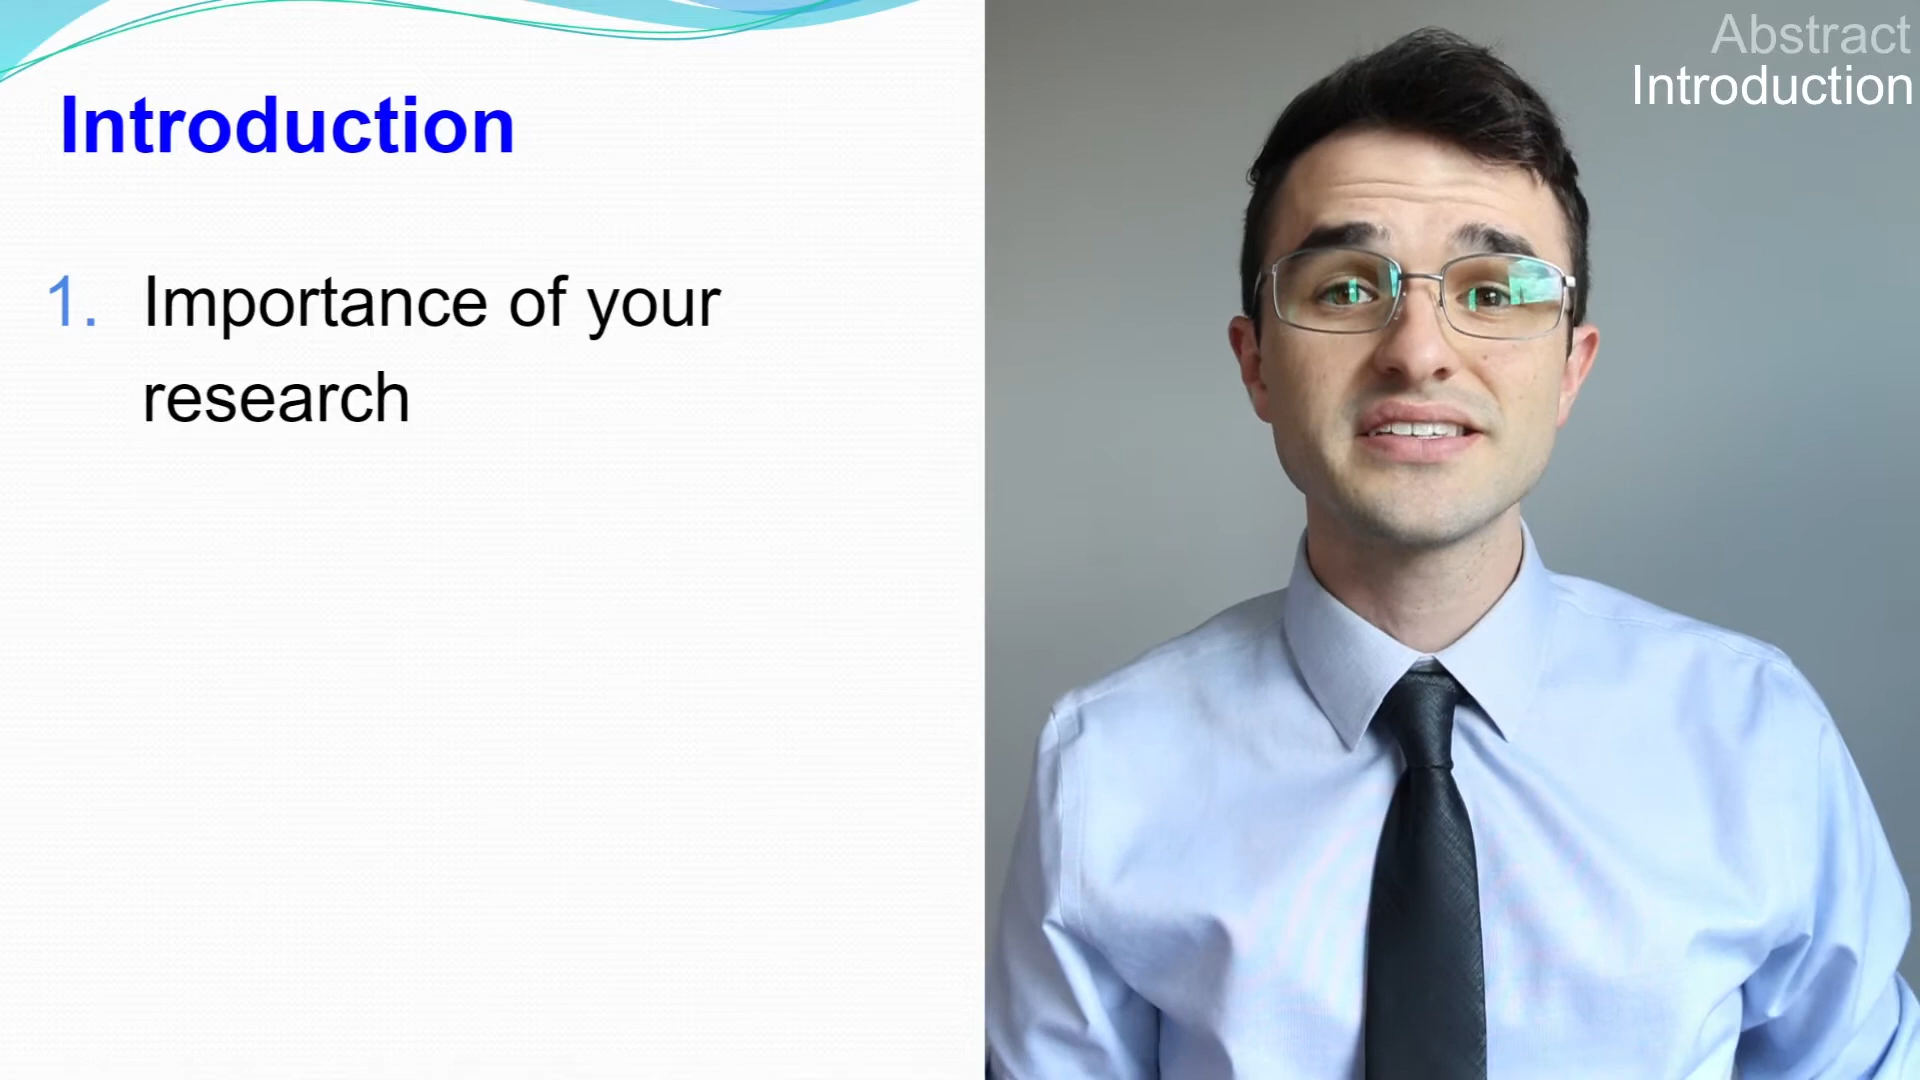 Introduction
1. Importance of your
research
Abstract
Introduction